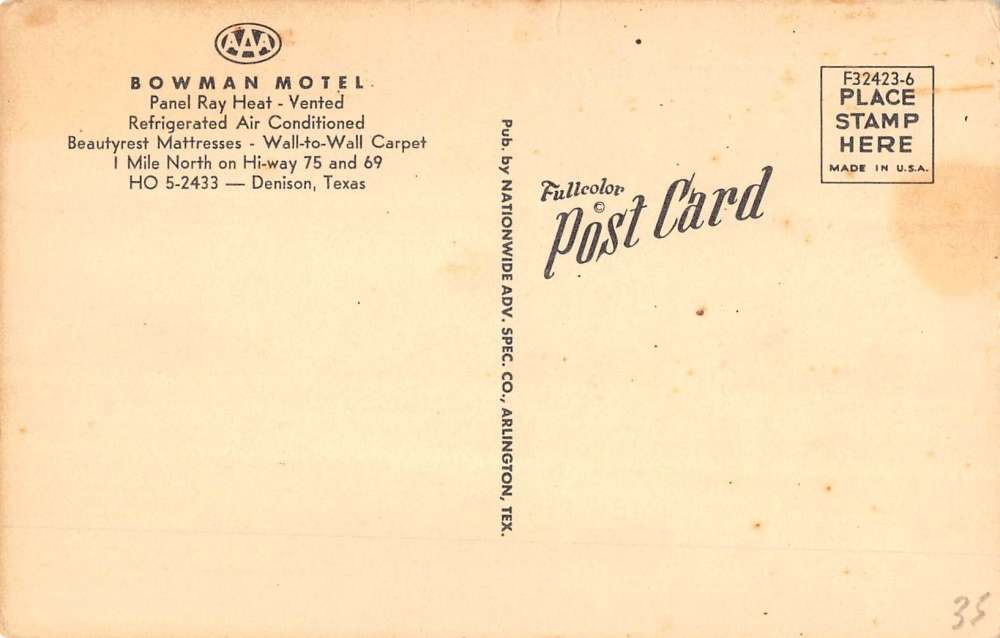 AAA
BOWMAN MOTEL
Panel Ray Heat - Vented
Refrigerated Air Conditioned
Beautyrest Mattresses - Wall-to-Wall Carpet
1 Mile North on Hi-way 75 and 69
HO 5-2433 — Denison, Texas
Pub. by NATIONWIDE ADV. SPEC. CO., ARLINGTON, TEX.
Fullcolor
©
Post Card
F32423-6
PLACE
STAMP
HERE
MADE IN U.S.A.
35